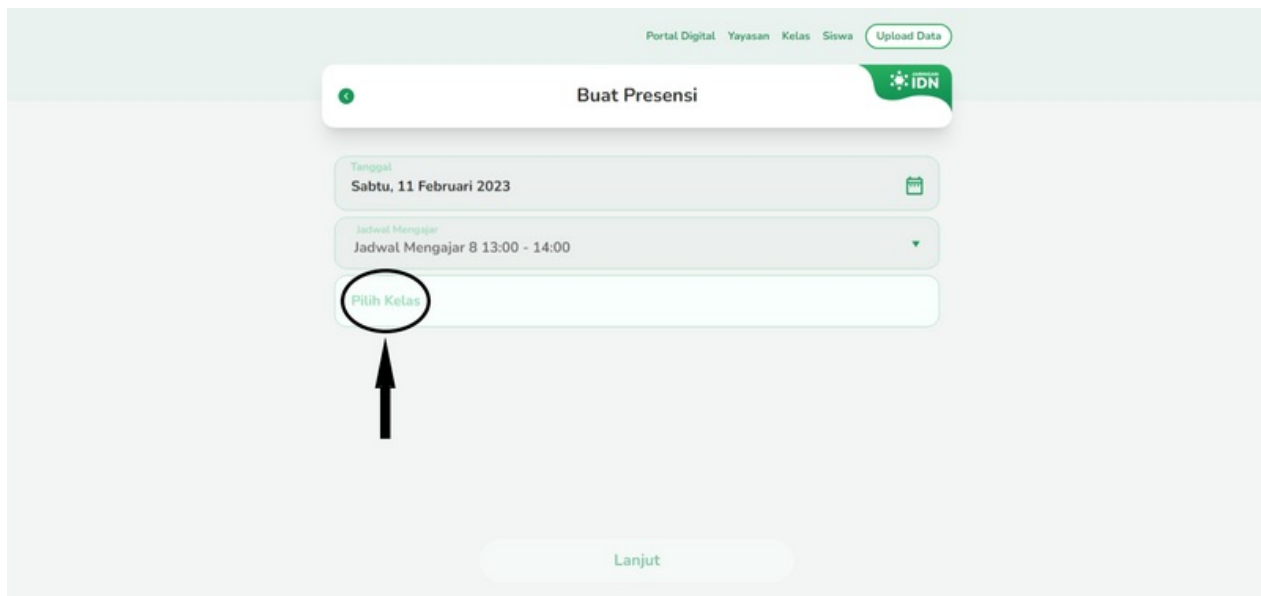 Portal Digital Yayasan Kelas Siswa Upload Data
JARINGAN
IDN
Buat Presensi
Tanggal
Sabtu, 11 Februari 2023
Jadwal Mengajar
Jadwal Mengajar 8 13:00 - 14:00
Pilih Kelas
Lanjut